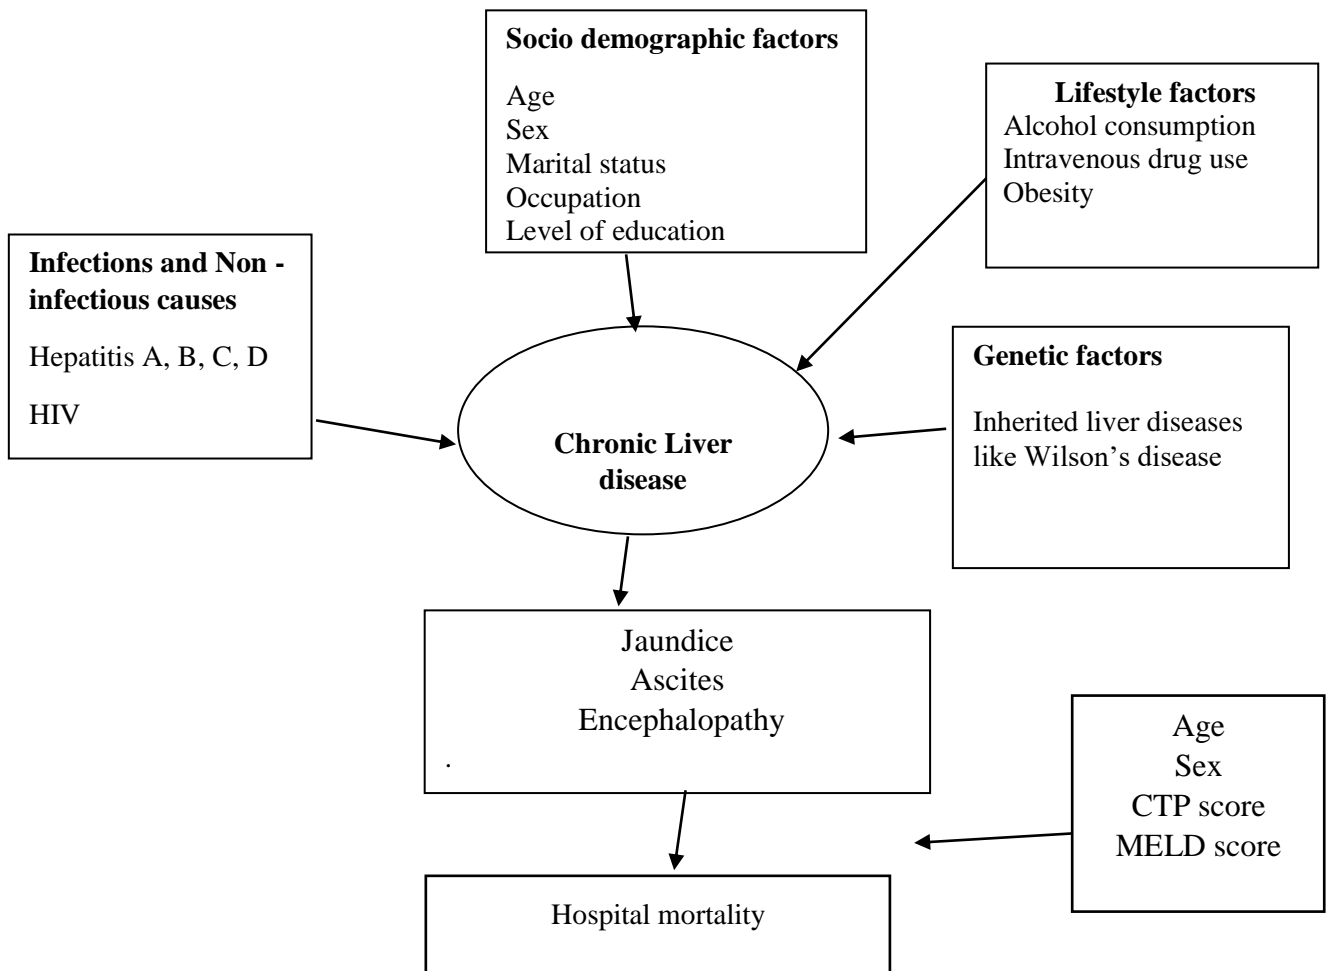 Socio demographic factors
Age
Sex
Marital status
Occupation
Level of education
Lifestyle factors
Alcohol consumption
Intravenous drug use
Obesity
Infections and Non -
infectious causes
Hepatitis A, B, C, D
HIV
Genetic factors
Inherited liver diseases
like Wilson’s disease
Chronic Liver
disease
Jaundice
Ascites
Encephalopathy
.
Age
Sex
CTP score
MELD score
Hospital mortality